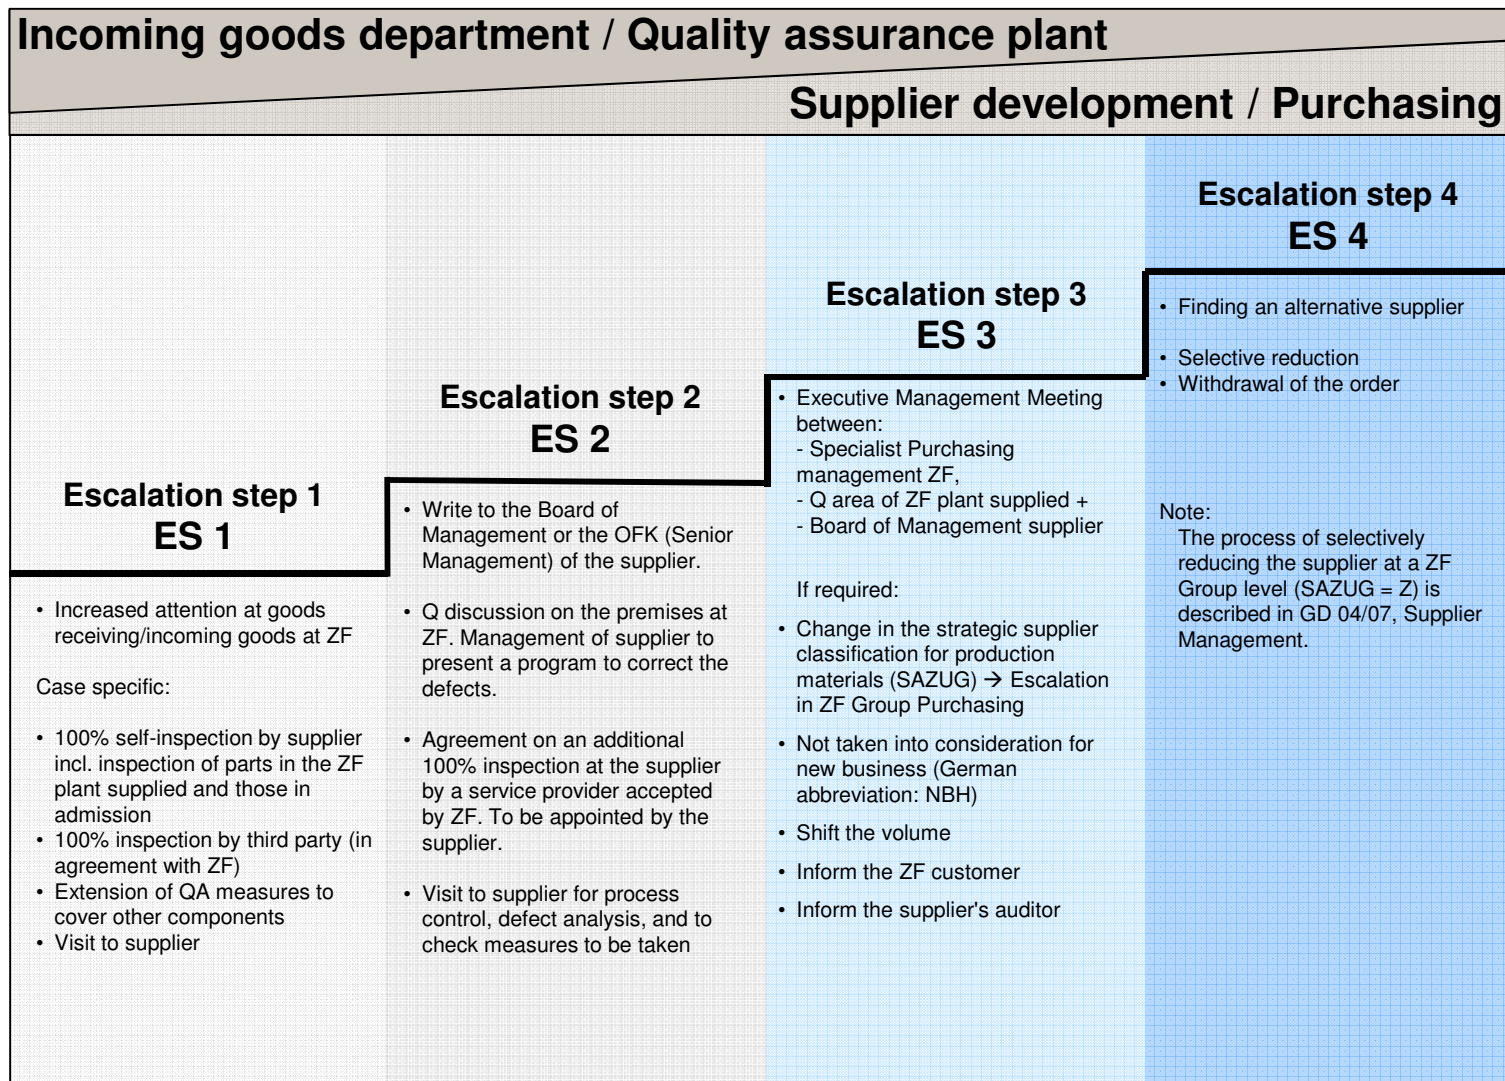 Incoming goods department / Quality assurance plant
Supplier development / Purchasing
Escalation step 1
ES 1
• Increased attention at goods
receiving/incoming goods at ZF
Case specific:
• 100% self-inspection by supplier
incl. inspection of parts in the ZF
plant supplied and those in
admission
• 100% inspection by third party (in
agreement with ZF)
• Extension of QA measures to
cover other components
• Visit to supplier
Escalation step 2
ES 2
• Write to the Board of
Management or the OFK (Senior
Management) of the supplier.
• Q discussion on the premises at
ZF. Management of supplier to
present a program to correct the
defects.
• Agreement on an additional
100% inspection at the supplier
by a service provider accepted
by ZF. To be appointed by the
supplier.
• Visit to supplier for process
control, defect analysis, and to
check measures to be taken
Escalation step 3
ES 3
• Executive Management Meeting
between:
- Specialist Purchasing
management ZF,
- Q area of ZF plant supplied +
- Board of Management supplier
If required:
• Change in the strategic supplier
classification for production
materials (SAZUG) → Escalation
in ZF Group Purchasing
• Not taken into consideration for
new business (German
abbreviation: NBH)
• Shift the volume
• Inform the ZF customer
• Inform the supplier's auditor
Escalation step 4
ES 4
• Finding an alternative supplier
• Selective reduction
• Withdrawal of the order
Note:
The process of selectively
reducing the supplier at a ZF
Group level (SAZUG = Z) is
described in GD 04/07, Supplier
Management.